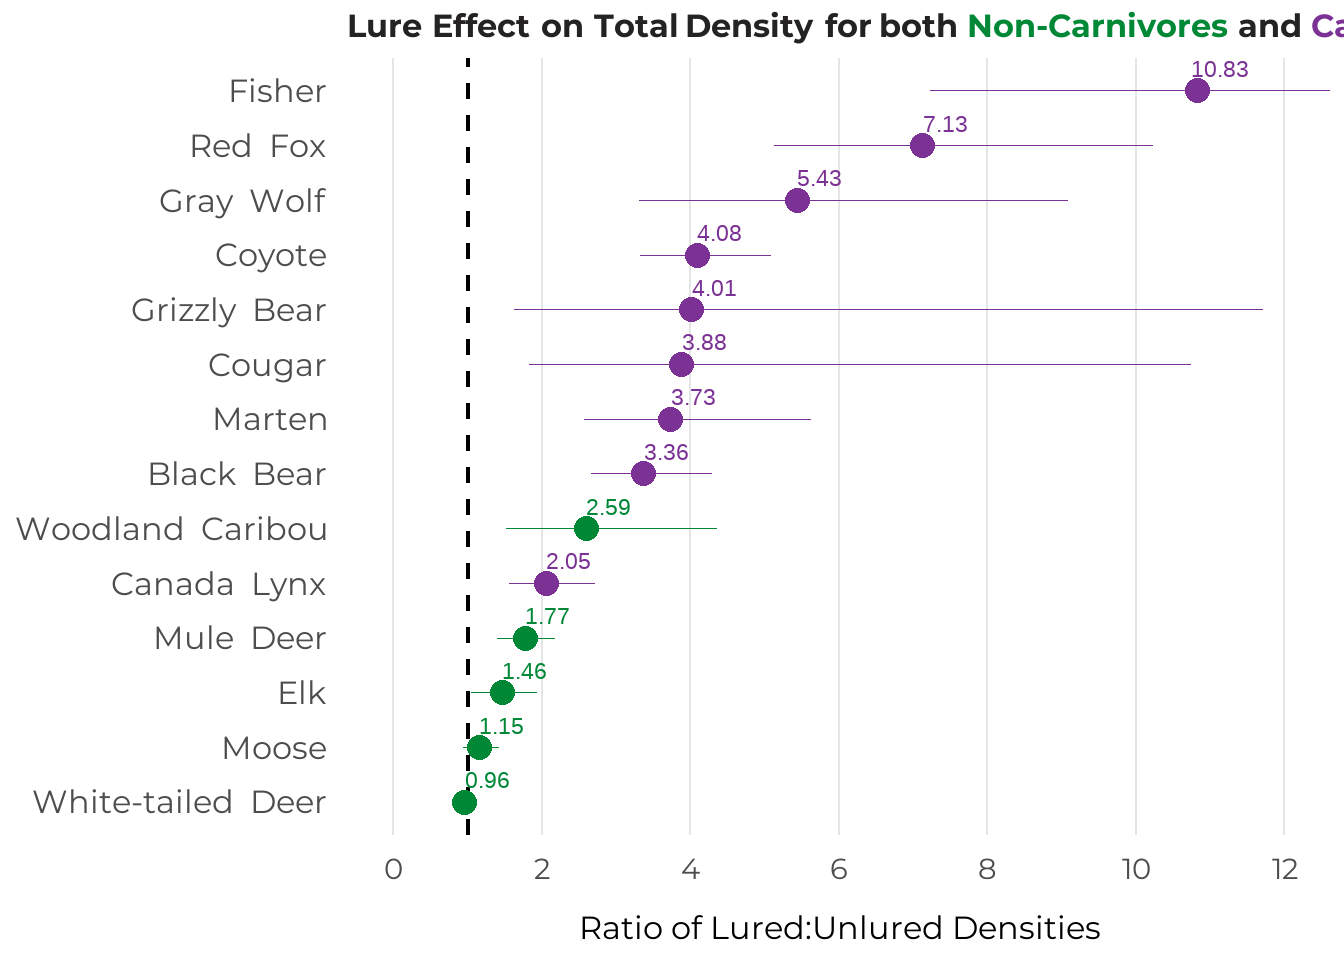 Lure Effect on Total Density for both Non-Carnivores and Ca
Fisher 10.83
Red Fox 7.13
Gray Wolf 5.43
Coyote 4.08
Grizzly Bear 4.01
Cougar 3.88
Marten 3.73
Black Bear 3.36
Woodland Caribou 2.59
Canada Lynx 2.05
Mule Deer 1.77
Elk 1.46
Moose 1.15
White-tailed Deer 0.96
0 2 4 6 8 10 12
Ratio of Lured:Unlured Densities